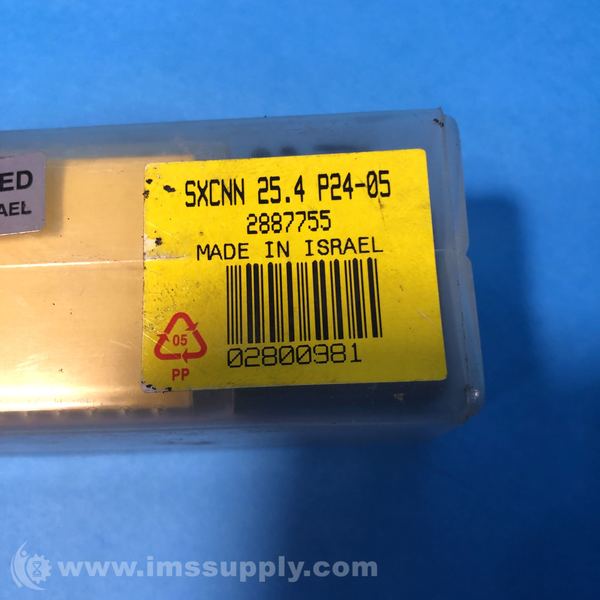 ED
AEL
SXCNN 25.4 P24-05
2887755
MADE IN ISRAEL
02800981
05
PP
www.imssupply.com